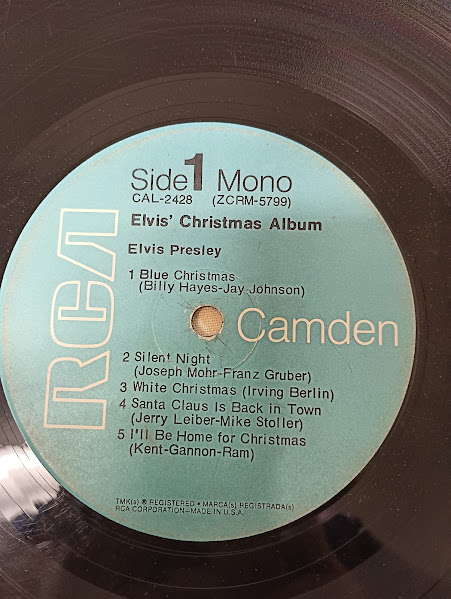 Side 1 Mono
CAL-2428 (ZCRM-5799)
Elvis' Christmas Album
Elvis Presley
1 Blue Christmas
(Billy Hayes-Jay Johnson)
RCA
Camden
2 Silent Night
(Joseph Mohr-Franz Gruber)
3 White Christmas (Irving Berlin)
4 Santa Claus Is Back in Town
(Jerry Leiber-Mike Stoller)
5 I'll Be Home for Christmas
(Kent-Gannon-Ram)
TMK(s) ® REGISTERED • MARCA(s) REGISTRADA(s)
RCA CORPORATION—MADE IN U.S.A.